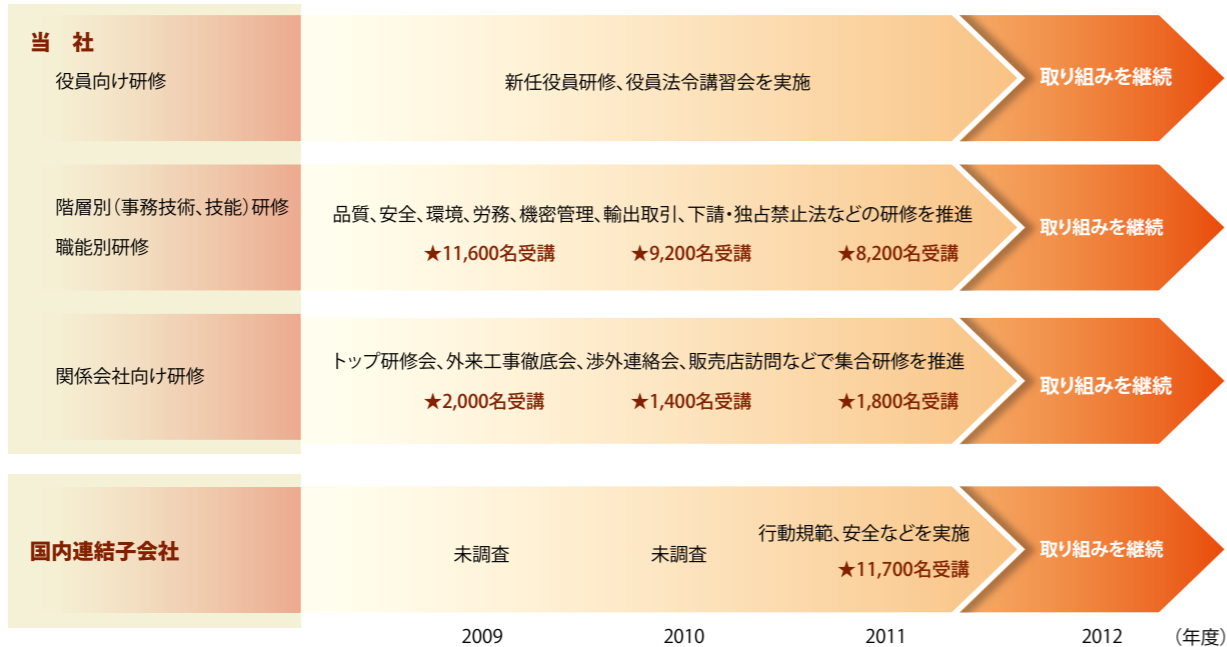 当　社
役員向け研修
新任役員研修、役員法令講習会を実施
取り組みを継続
階層別（事務技術、技能）研修
職能別研修
品質、安全、環境、労務、機密管理、輸出取引、下請・独占禁止法などの研修を推進
★11,600名受講
★9,200名受講
★8,200名受講
取り組みを継続
関係会社向け研修
トップ研修会、外来工事徹底会、渉外連絡会、販売店訪問などで集合研修を推進
★2,000名受講
★1,400名受講
★1,800名受講
取り組みを継続
国内連結子会社
未調査
未調査
行動規範、安全などを実施
★11,700名受講
取り組みを継続
2009
2010
2011
2012
（年度）